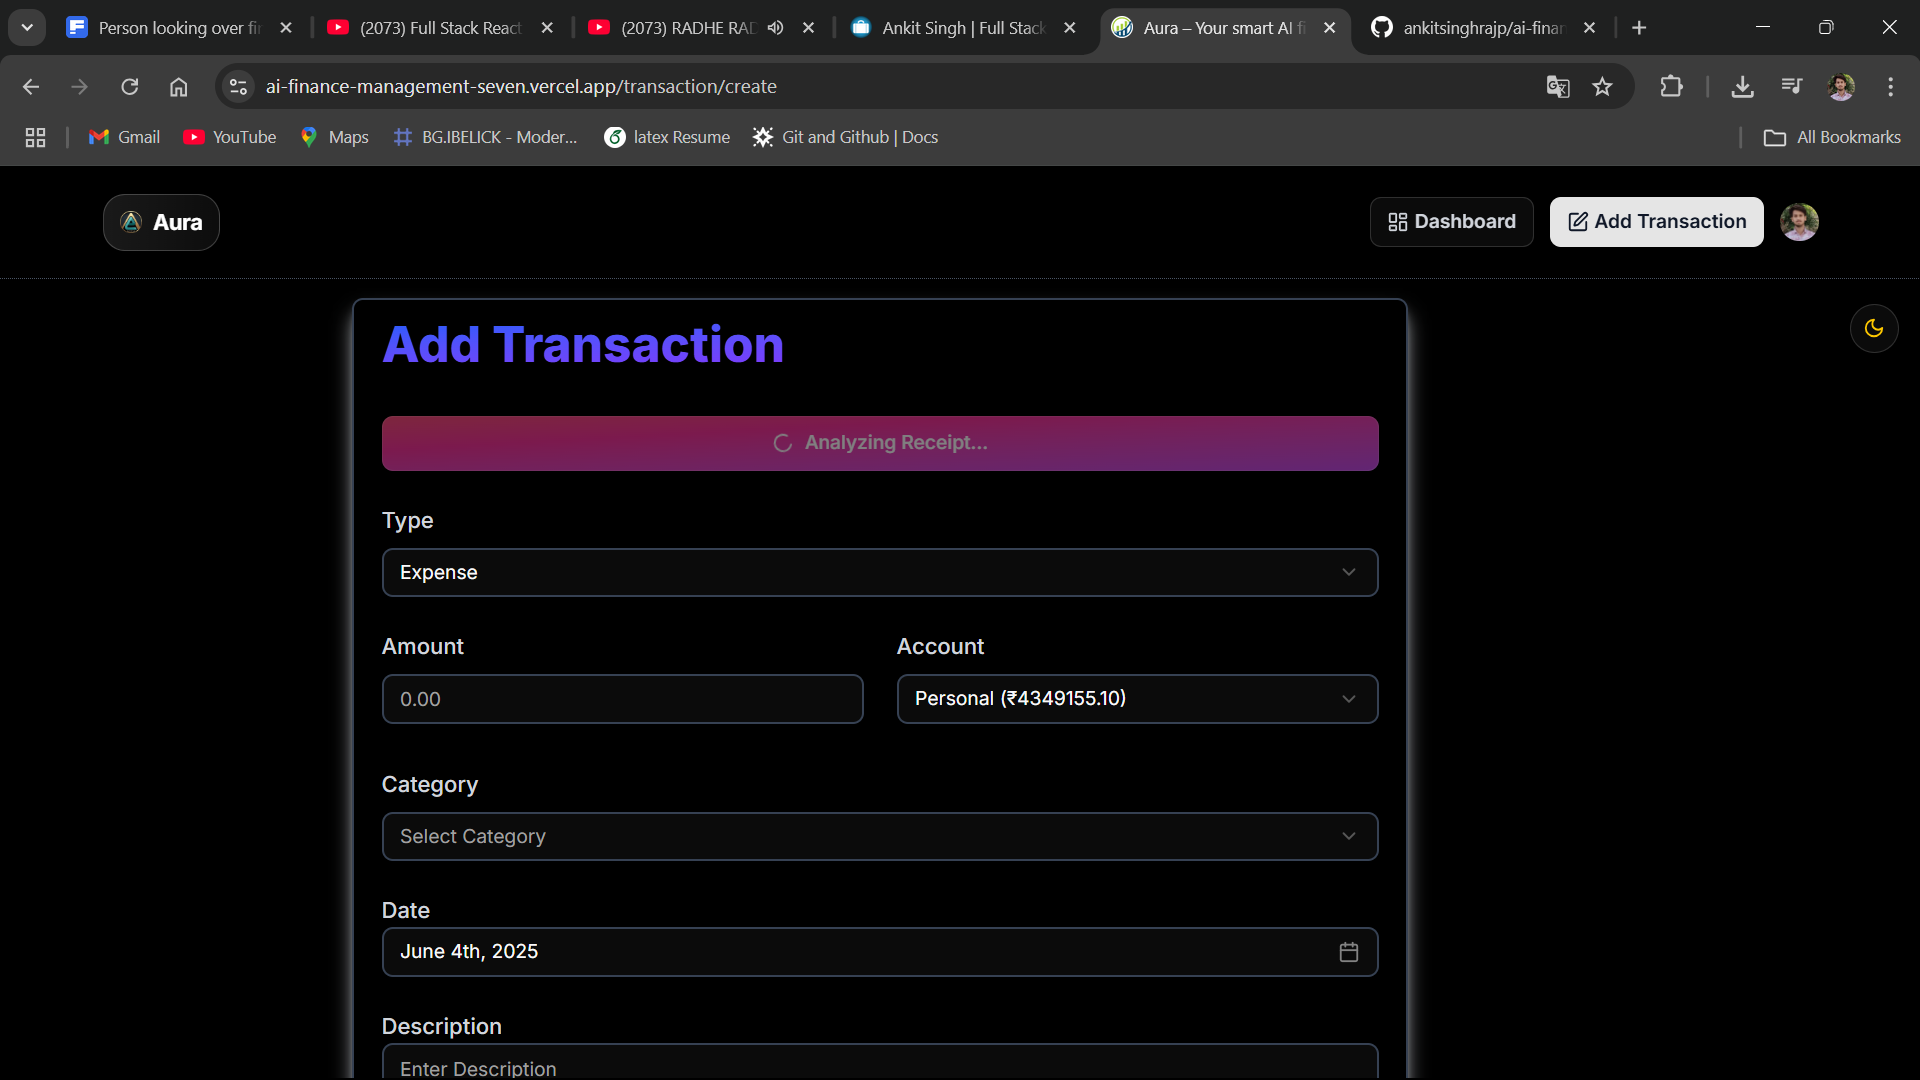 Person looking over fi
(2073) Full Stack React
(2073) RADHE RAD
Ankit Singh | Full Stack
Aura – Your smart AI fi
ankitsinghrajp/ai-finan
ai-finance-management-seven.vercel.app/transaction/create
Gmail
YouTube
Maps
BG.IBELICK - Moder...
latex Resume
Git and Github | Docs
All Bookmarks
Aura
Dashboard
Add Transaction
Add Transaction
Analyzing Receipt...
Type
Expense
Amount
Account
0.00
Personal (₹4349155.10)
Category
Select Category
Date
June 4th, 2025
Description
Enter Description